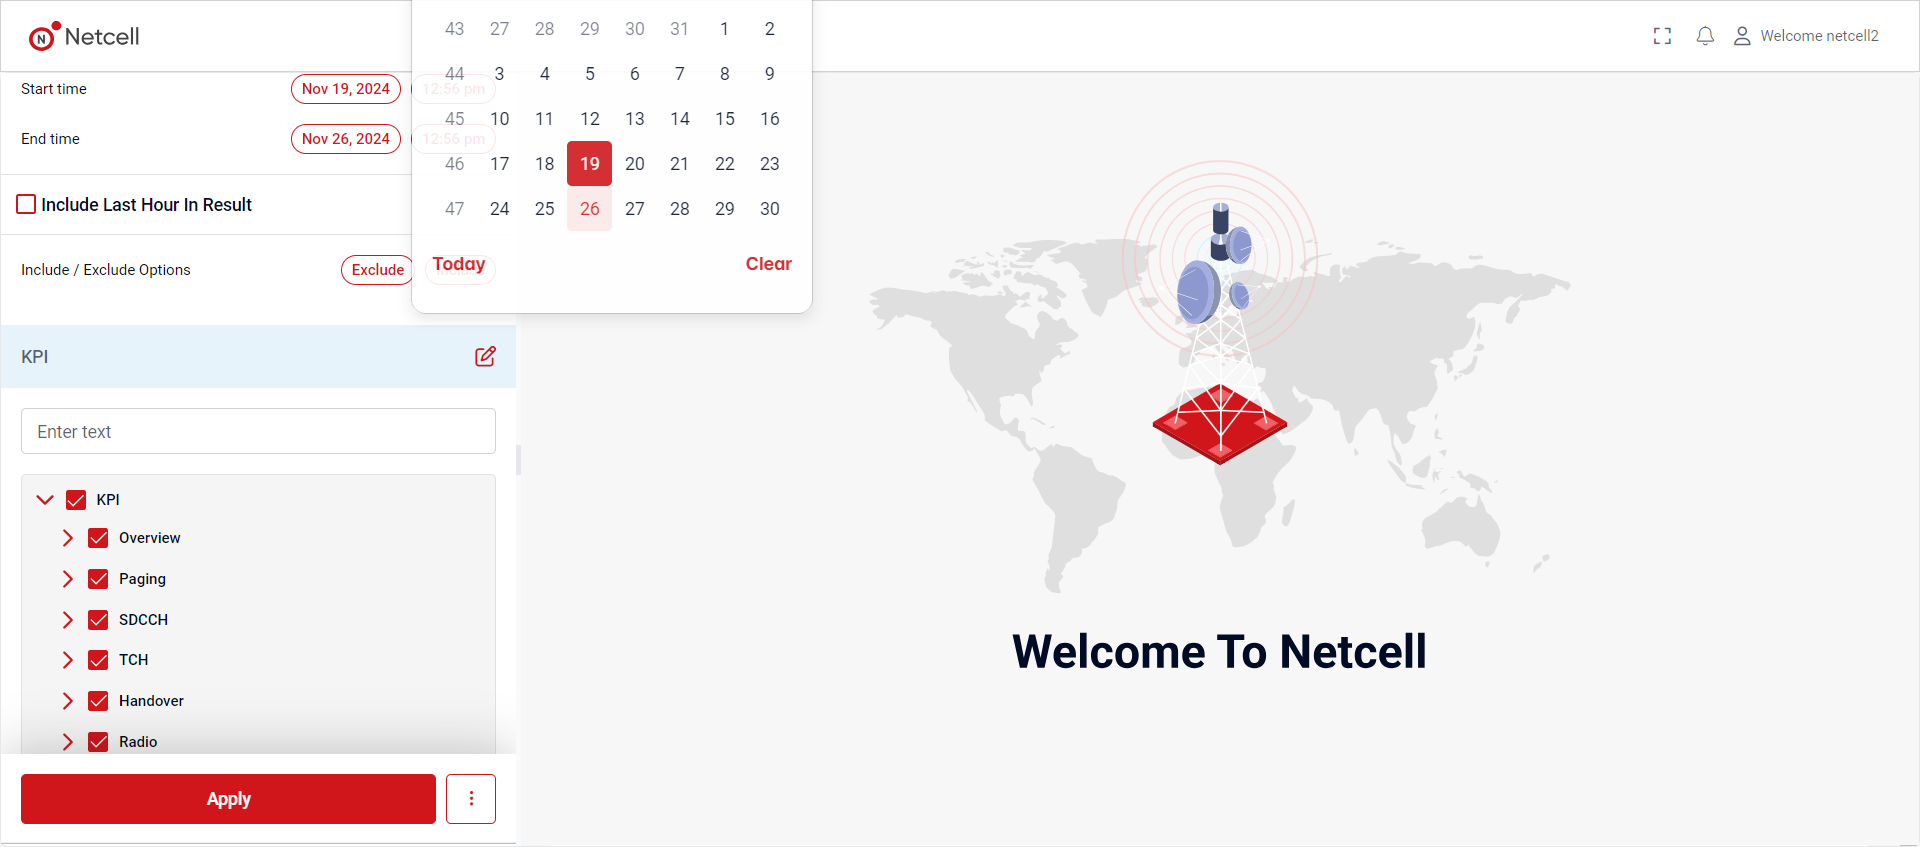 Netcell
Welcome netcell2
43 27 28 29 30 31 1 2
44 3 4 5 6 7 8 9
45 10 11 12 13 14 15 16
46 17 18 19 20 21 22 23
47 24 25 26 27 28 29 30
Today Clear
Start time Nov 19, 2024 12:56 pm
End time Nov 26, 2024 12:56 pm
Include Last Hour In Result
Include / Exclude Options Exclude
KPI
Enter text
KPI
Overview
Paging
SDCCH
TCH
Handover
Radio
Apply
N
Welcome To Netcell